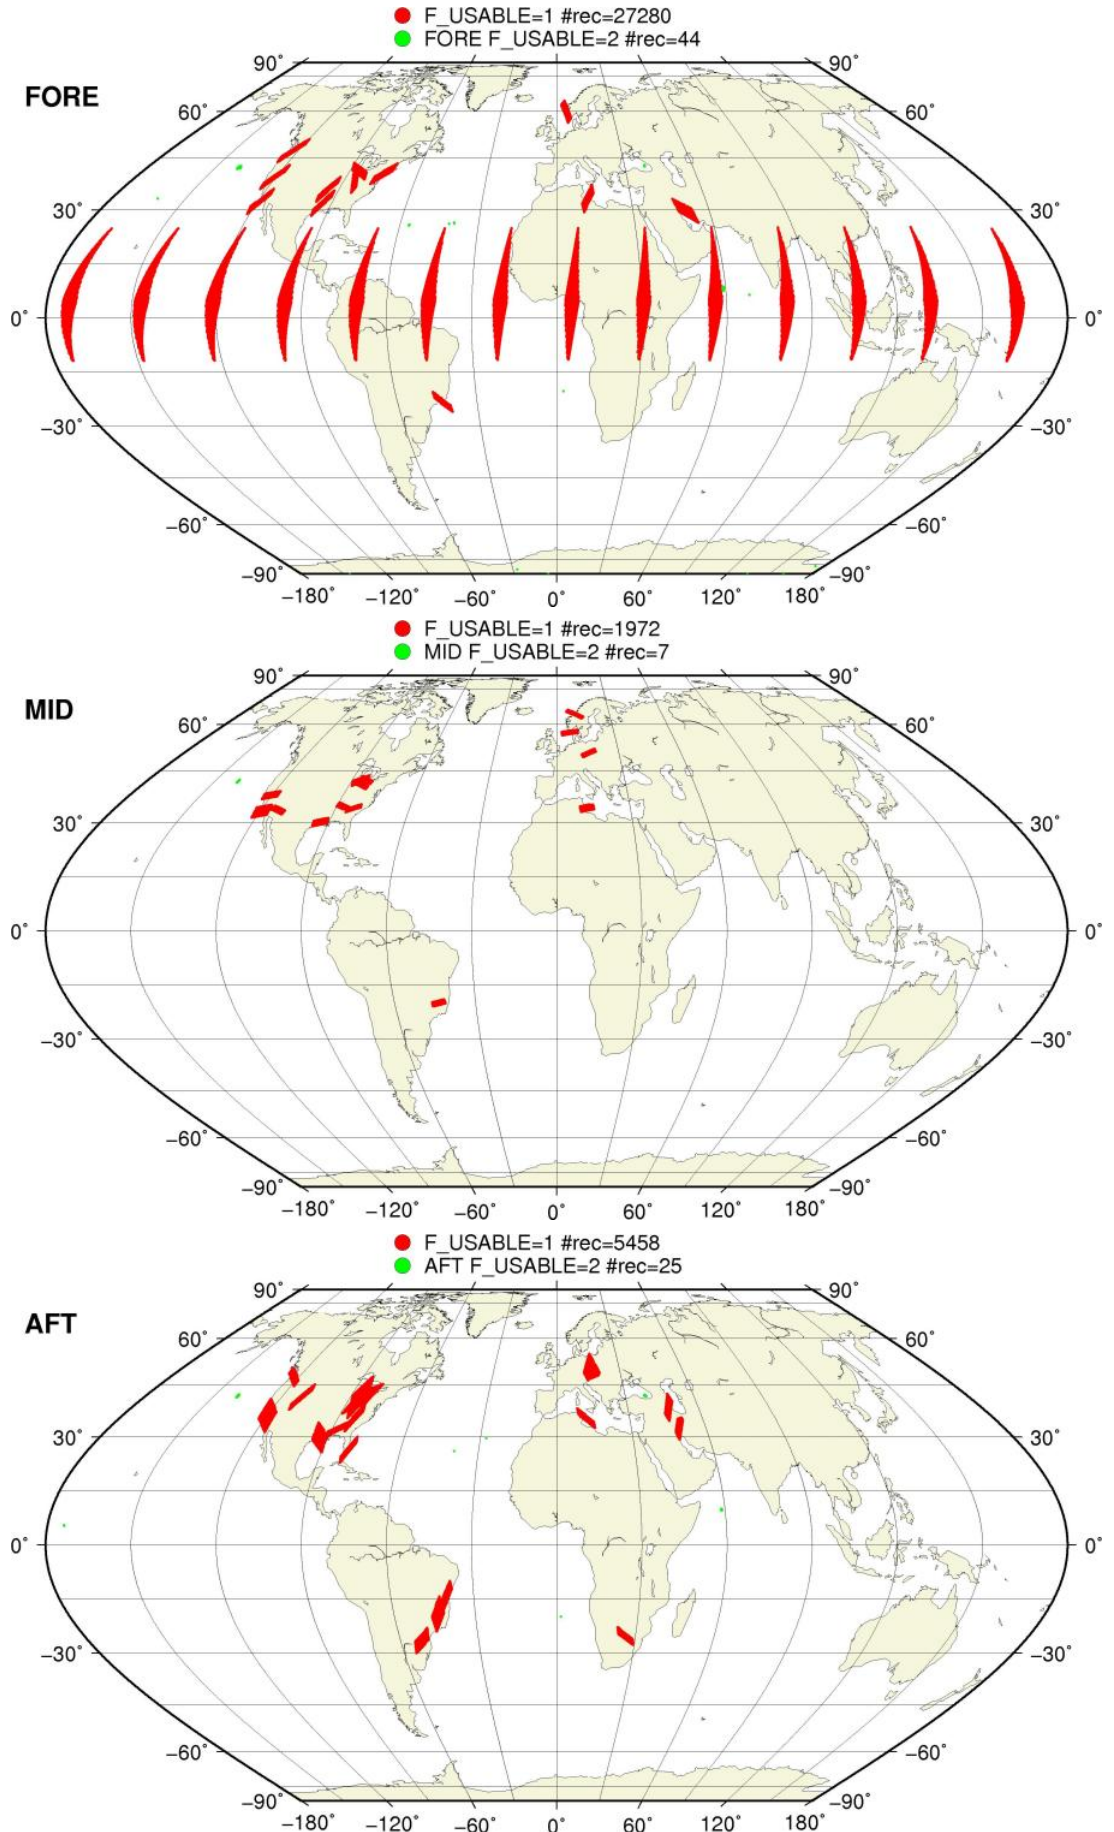 F_USABLE=1 #rec=27280
FORE F_USABLE=2 #rec=44
FORE
90˚ 90˚
60˚ 60˚
30˚ 30˚
0˚ 0˚
−30˚ −30˚
−60˚ −60˚
−90˚ −90˚
−180˚ −120˚ −60˚ 0˚ 60˚ 120˚ 180˚
F_USABLE=1 #rec=1972
MID F_USABLE=2 #rec=7
MID
90˚ 90˚
60˚ 60˚
30˚ 30˚
0˚ 0˚
−30˚ −30˚
−60˚ −60˚
−90˚ −90˚
−180˚ −120˚ −60˚ 0˚ 60˚ 120˚ 180˚
F_USABLE=1 #rec=5458
AFT F_USABLE=2 #rec=25
AFT
90˚ 90˚
60˚ 60˚
30˚ 30˚
0˚ 0˚
−30˚ −30˚
−60˚ −60˚
−90˚ −90˚
−180˚ −120˚ −60˚ 0˚ 60˚ 120˚ 180˚